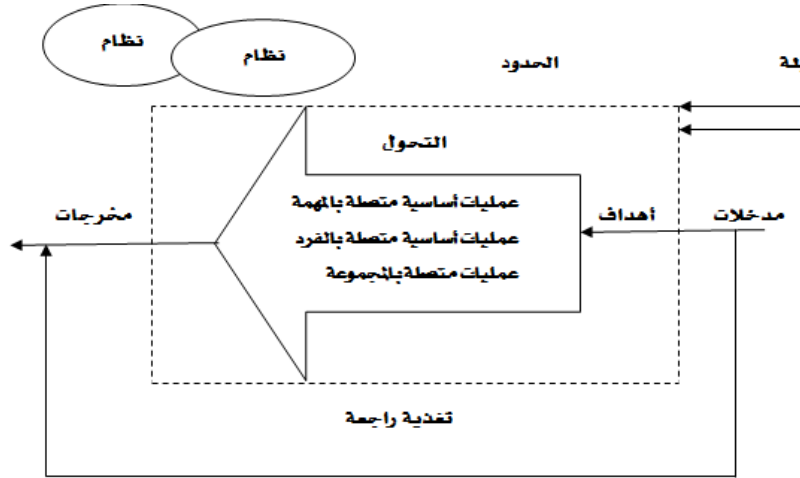 نظام
نظام
الحدود
التحول
عمليات أساسية متصلة بالمهمة
مدخلات
أهداف
عمليات أساسية متصلة بالفرد
مخرجات
عمليات متصلة بالمجموعة
تغذية راجعة